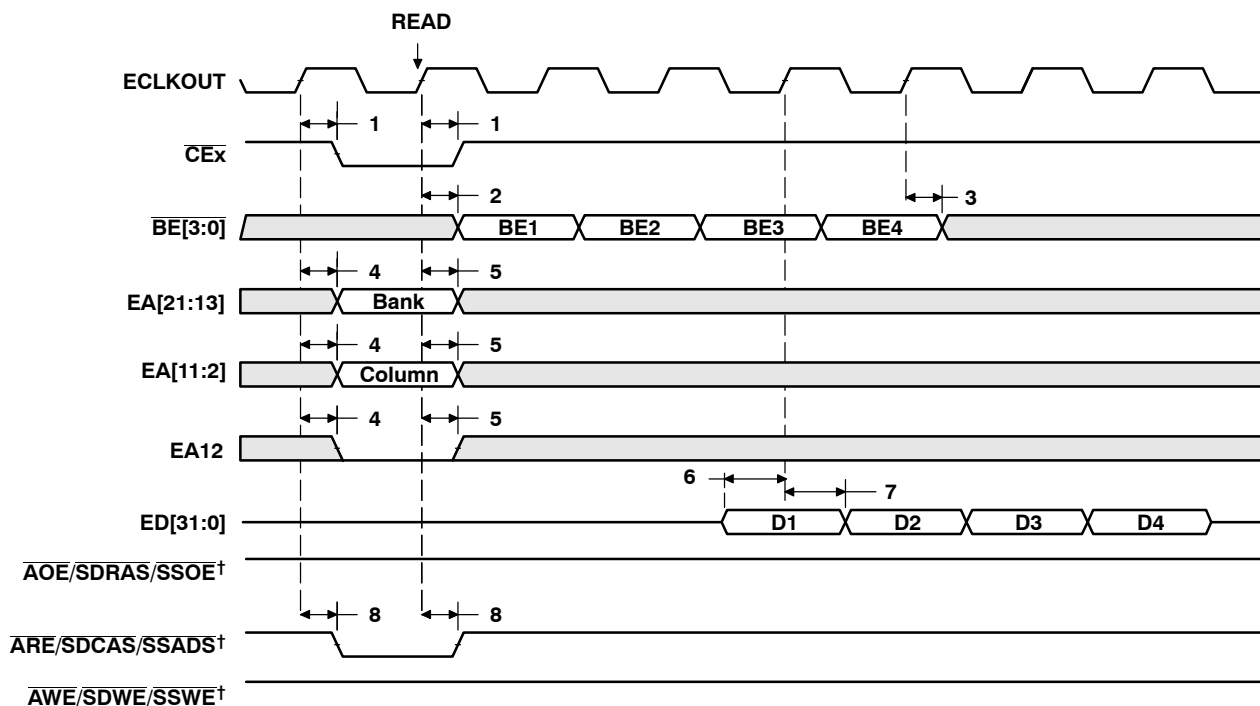 READ
ECLKOUT
1 1
CEx
2 3
BE[3:0] BE1 BE2 BE3 BE4
4 5
EA[21:13] Bank
4 5
EA[11:2] Column
4 5
EA12
6 7
ED[31:0] D1 D2 D3 D4
AOE/SDRAS/SSOE†
8 8
ARE/SDCAS/SSADS†
AWE/SDWE/SSWE†